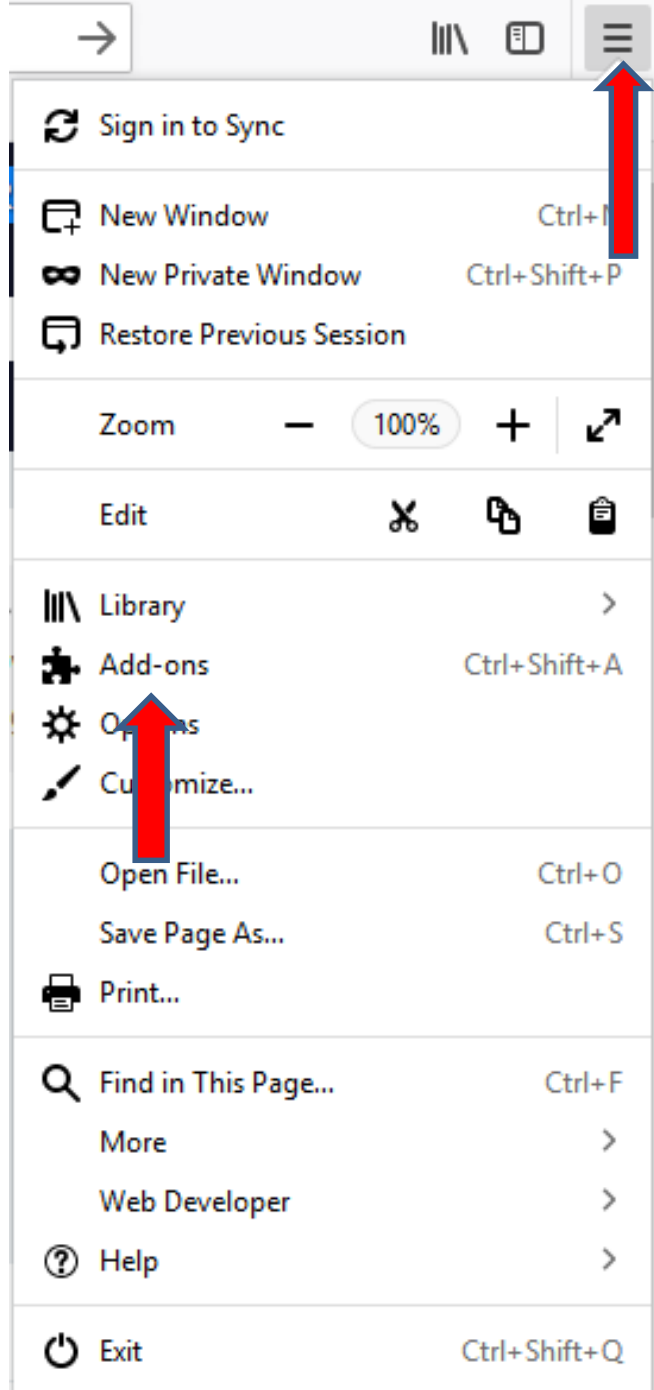 Sign in to Sync
New Window Ctrl+
New Private Window Ctrl+Shift+P
Restore Previous Session
Zoom 100%
Edit
Library
Add-ons Ctrl+Shift+A
Customize...
Open File... Ctrl+O
Save Page As... Ctrl+S
Print...
Find in This Page... Ctrl+F
More
Web Developer
Help
Exit Ctrl+Shift+Q